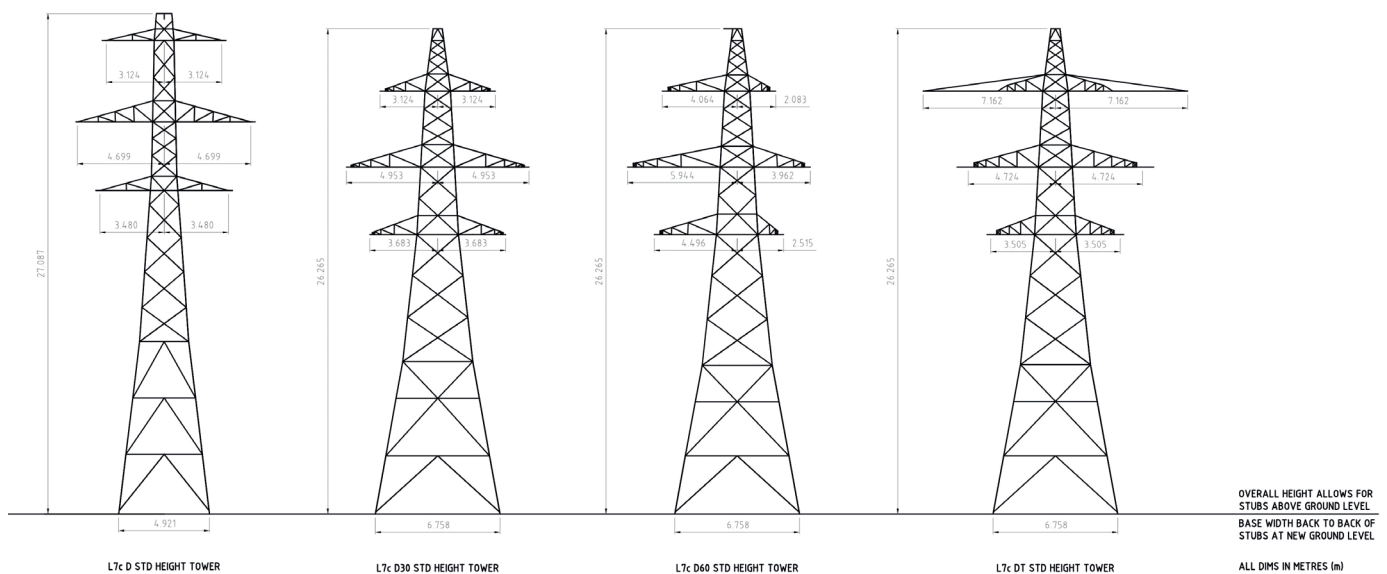 3.124 3.124
4.699 4.699
3.480 3.480
27.087
4.921
L7c D STD HEIGHT TOWER
3.124 3.124
4.953 4.953
3.683 3.683
26.265
6.758
L7c D30 STD HEIGHT TOWER
4.064 2.083
5.944 3.962
4.496 2.515
26.265
6.758
L7c D60 STD HEIGHT TOWER
7.162 7.162
4.724 4.724
3.505 3.505
26.265
6.758
L7c DT STD HEIGHT TOWER
OVERALL HEIGHT ALLOWS FOR
STUBS ABOVE GROUND LEVEL
BASE WIDTH BACK TO BACK OF
STUBS AT NEW GROUND LEVEL
ALL DIMS IN METRES (m)